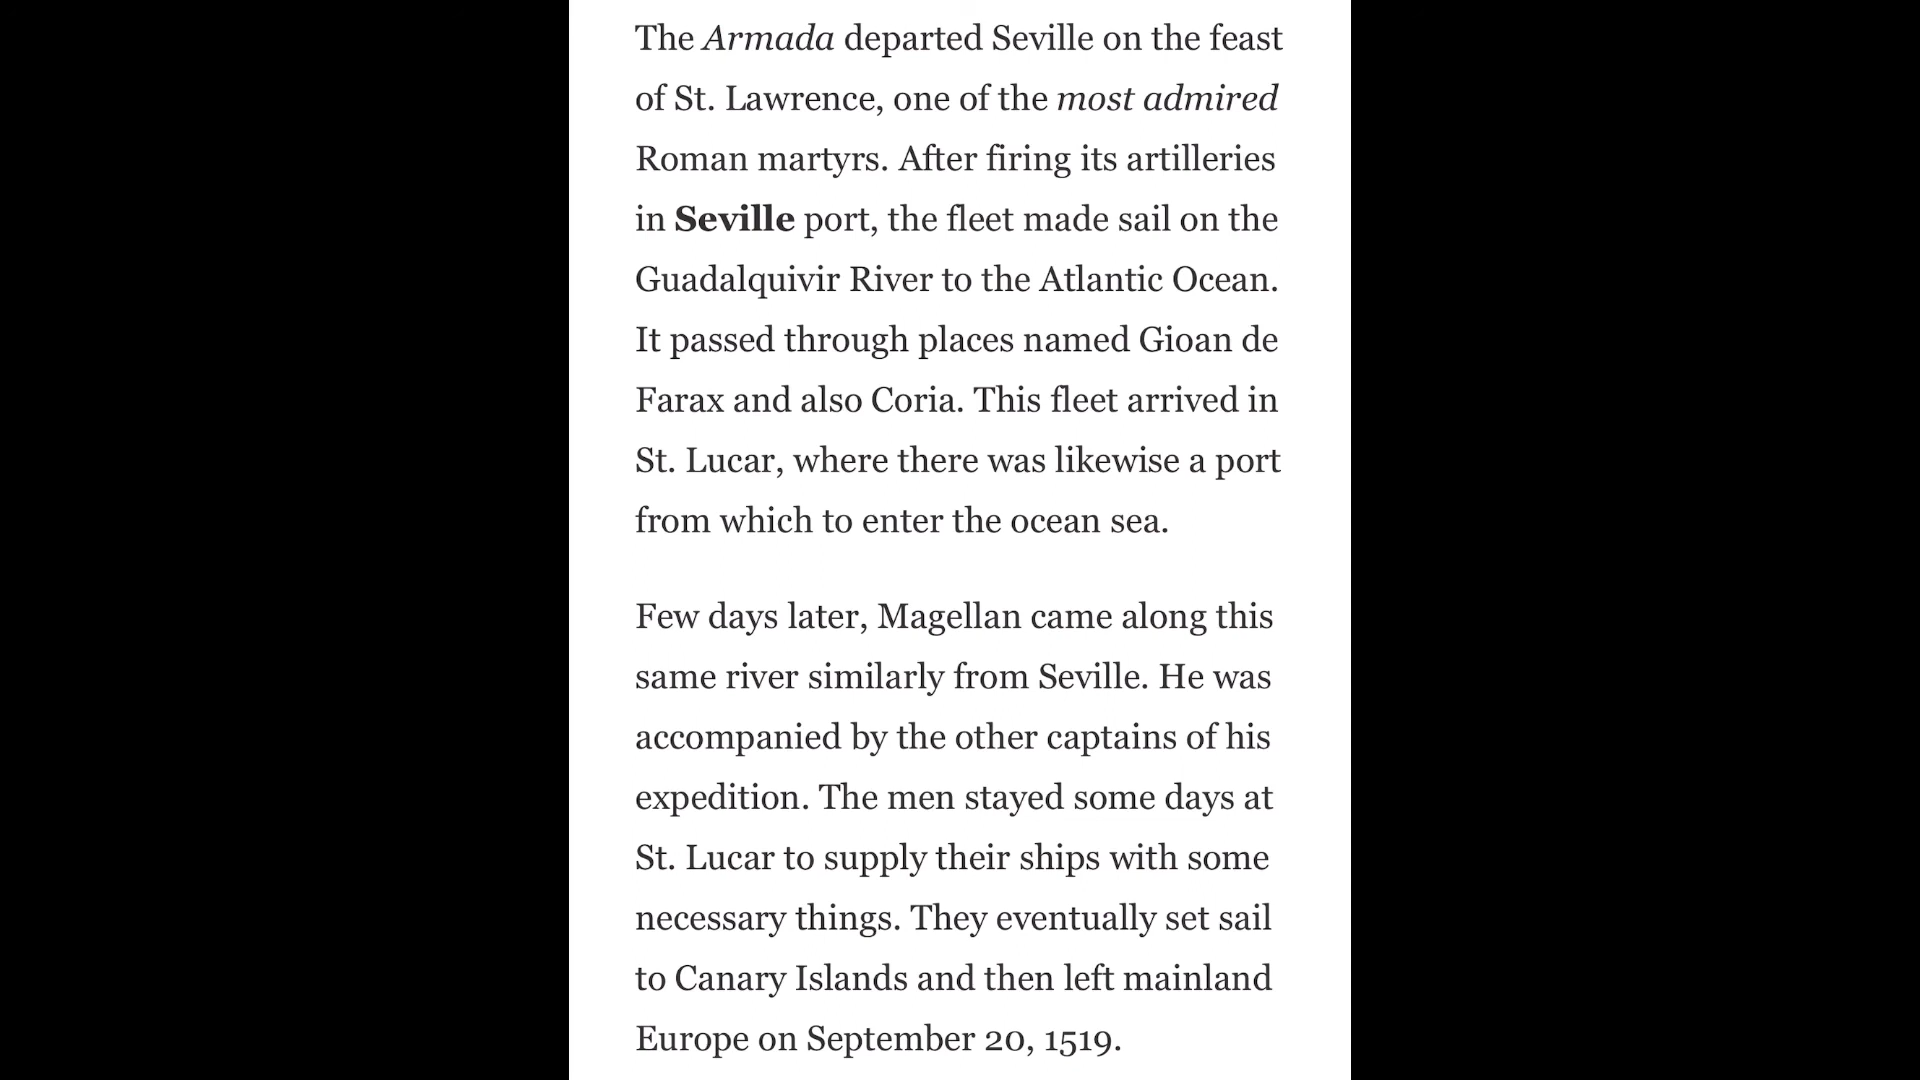 The Armada departed Seville on the feast
of St. Lawrence, one of the most admired
Roman martyrs. After firing its artilleries
in Seville port, the fleet made sail on the
Guadalquivir River to the Atlantic Ocean.
It passed through places named Gioan de
Farax and also Coria. This fleet arrived in
St. Lucar, where there was likewise a port
from which to enter the ocean sea.
Few days later, Magellan came along this
same river similarly from Seville. He was
accompanied by the other captains of his
expedition. The men stayed some days at
St. Lucar to supply their ships with some
necessary things. They eventually set sail
to Canary Islands and then left mainland
Europe on September 20, 1519.